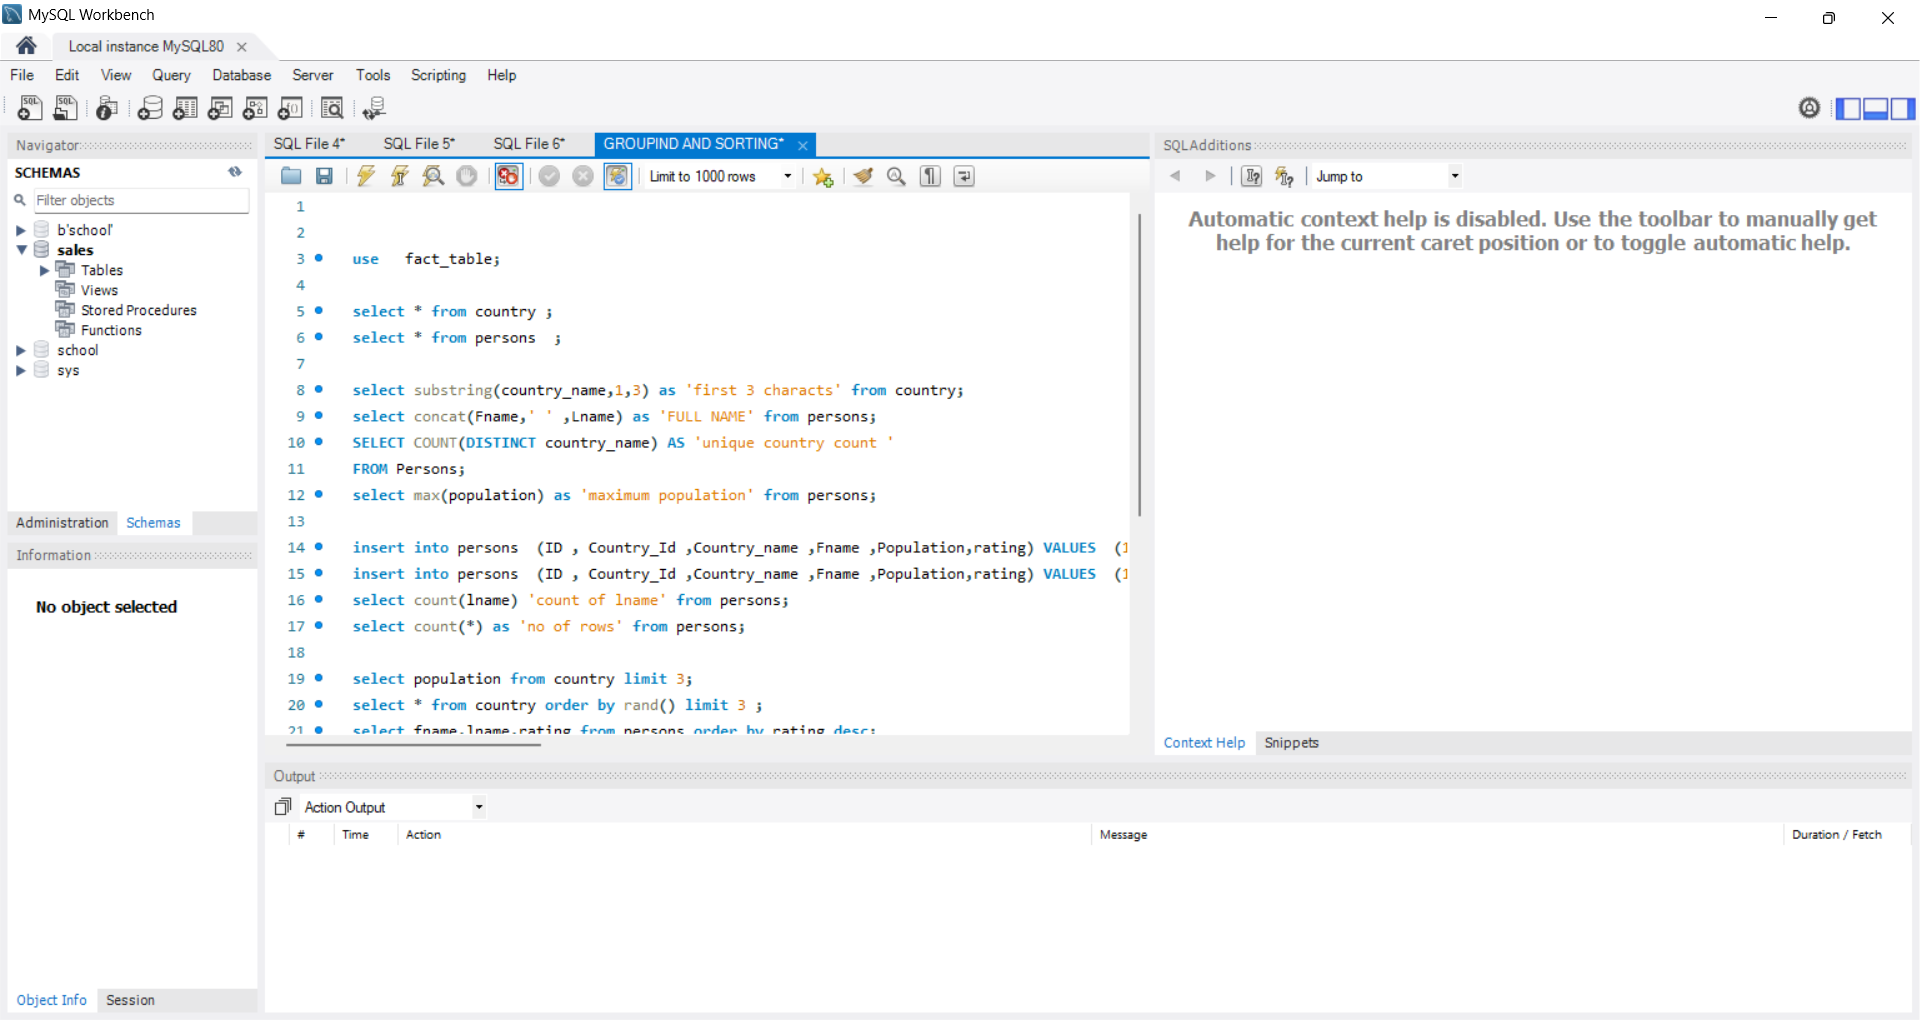 MySQL Workbench
Local instance MySQL80
File Edit View Query Database Server Tools Scripting Help
Navigator
SCHEMAS
Filter objects
b'school'
sales
Tables
Views
Stored Procedures
Functions
school
sys
Administration Schemas
Information
No object selected
Object Info Session
SQL File 4* SQL File 5* SQL File 6* GROUPIND AND SORTING*
Limit to 1000 rows
1
2
3 use fact_table;
4
5 select * from country ;
6 select * from persons ;
7
8 select substring(country_name,1,3) as 'first 3 characts' from country;
9 select concat(Fname,' ' ,Lname) as 'FULL NAME' from persons;
10 SELECT COUNT(DISTINCT country_name) AS 'unique country count '
11 FROM Persons;
12 select max(population) as 'maximum population' from persons;
13
14 insert into persons (ID , Country_Id ,Country_name ,Fname ,Population,rating) VALUES (1
15 insert into persons (ID , Country_Id ,Country_name ,Fname ,Population,rating) VALUES (1
16 select count(lname) 'count of lname' from persons;
17 select count(*) as 'no of rows' from persons;
18
19 select population from country limit 3;
20 select * from country order by rand() limit 3 ;
21 select fname,lname,rating from persons order by rating desc;
SQLAdditions
Jump to
Automatic context help is disabled. Use the toolbar to manually get
help for the current caret position or to toggle automatic help.
Context Help Snippets
Output
Action Output
# Time Action Message Duration / Fetch